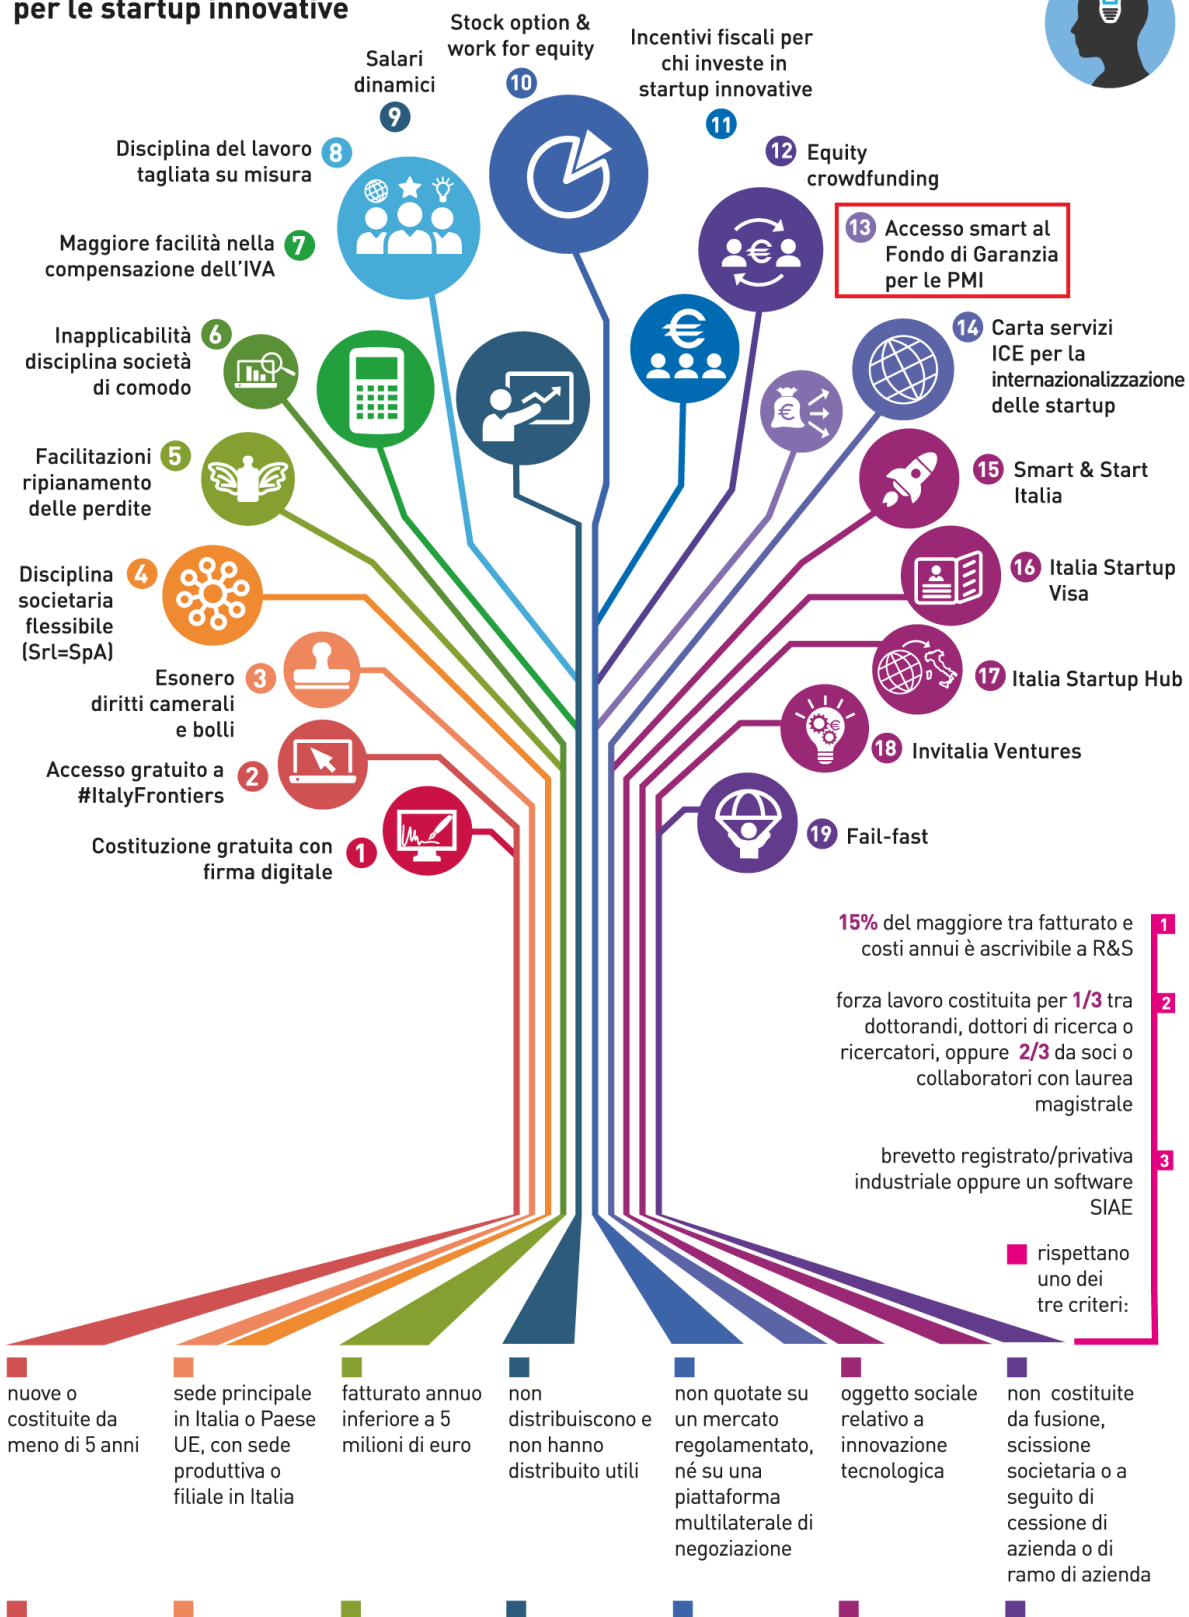 per le startup innovative
Stock option &
work for equity
10
Incentivi fiscali per
chi investe in
startup innovative
11
Salari
dinamici
9
Disciplina del lavoro
tagliata su misura
8
12
Equity
crowdfunding
Maggiore facilità nella
compensazione dell'IVA
7
13
Accesso smart al
Fondo di Garanzia
per le PMI
Inapplicabilità
disciplina società
di comodo
6
14
Carta servizi
ICE per la
internazionalizzazione
delle startup
Facilitazioni
ripianamento
delle perdite
5
15
Smart & Start
Italia
Disciplina
societaria
flessibile
(Srl=SpA)
4
16
Italia Startup
Visa
Esonero
diritti camerali
e bolli
3
17
Italia Startup Hub
Accesso gratuito a
#ItalyFrontiers
2
18
Invitalia Ventures
Costituzione gratuita con
firma digitale
1
19
Fail-fast
15% del maggiore tra fatturato e
costi annui è ascrivibile a R&S
1
forza lavoro costituita per 1/3 tra
dottorandi, dottori di ricerca o
ricercatori, oppure 2/3 da soci o
collaboratori con laurea
magistrale
2
brevetto registrato/privativa
industriale oppure un software
SIAE
3
rispettano
uno dei
tre criteri:
nuove o
costituite da
meno di 5 anni
sede principale
in Italia o Paese
UE, con sede
produttiva o
filiale in Italia
fatturato annuo
inferiore a 5
milioni di euro
non
distribuiscono e
non hanno
distribuito utili
non quotate su
un mercato
regolamentato,
né su una
piattaforma
multilaterale di
negoziazione
oggetto sociale
relativo a
innovazione
tecnologica
non costituite
da fusione,
scissione
societaria o a
seguito di
cessione di
azienda o di
ramo di azienda